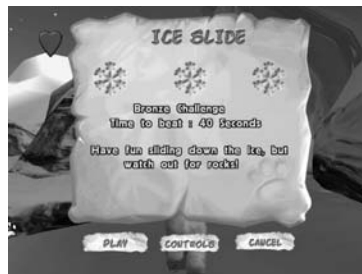 ICE SLIDE
Bronze Challenge
Time to beat : 40 Seconds
Have fun sliding down the ice, but
watch out for rocks!
PLAY
CONTROLS
CANCEL